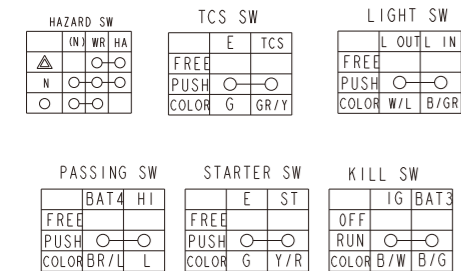 HAZARD SW
(N) WR HA
N
TCS SW
E TCS
FREE
PUSH
COLOR G GR/Y
LIGHT SW
L OUT L IN
FREE
PUSH
COLOR W/L B/GR
PASSING SW
BAT4 HI
FREE
PUSH
COLOR BR/L L
STARTER SW
E ST
FREE
PUSH
COLOR G Y/R
KILL SW
IG BAT3
OFF
RUN
COLOR B/W B/G